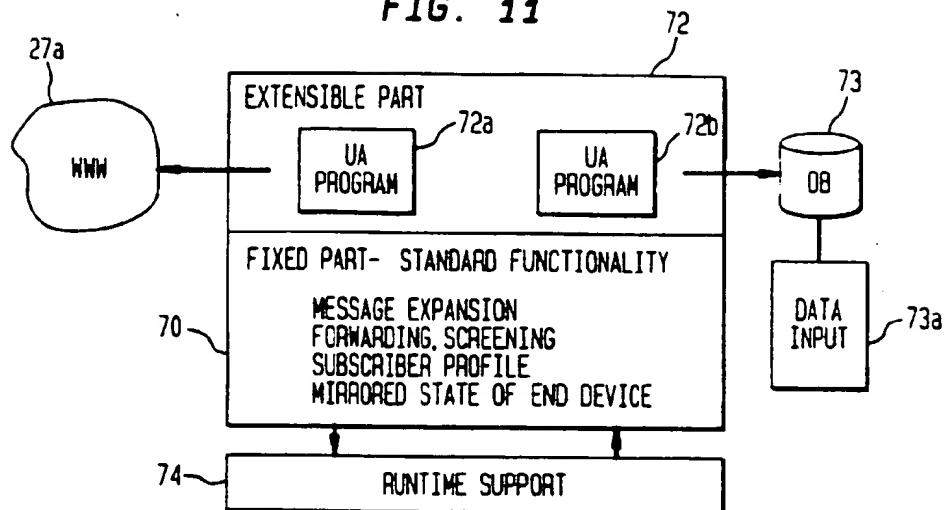 FIG. 11
27a
72
WWW
EXTENSIBLE PART
72a
UA
PROGRAM
72b
UA
PROGRAM
73
DB
FIXED PART- STANDARD FUNCTIONALITY
MESSAGE EXPANSION
FORWARDING, SCREENING
SUBSCRIBER PROFILE
MIRRORED STATE OF END DEVICE
70
DATA
INPUT
73a
74
RUNTIME SUPPORT